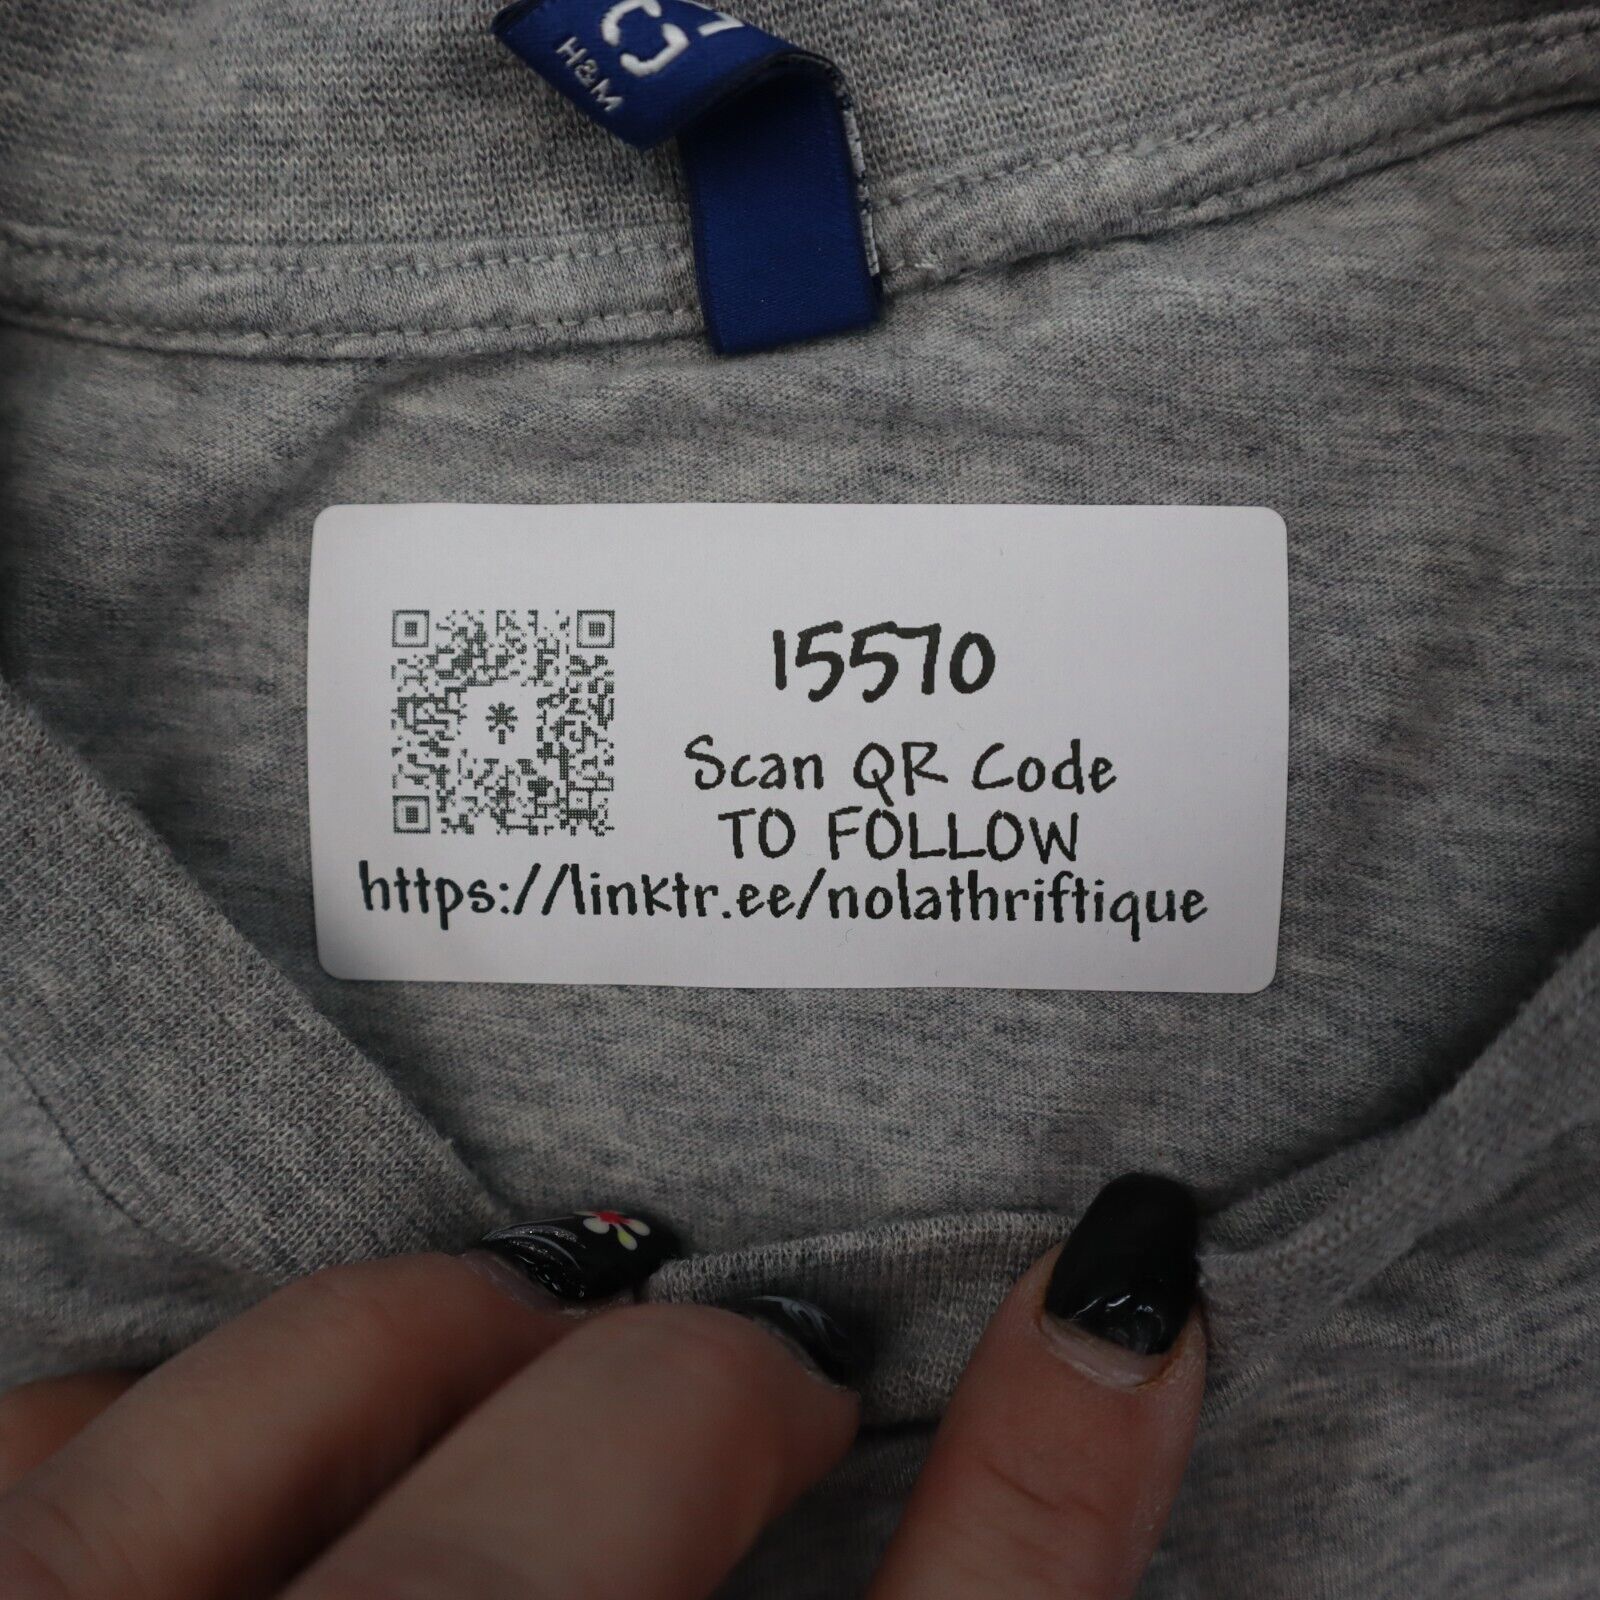 H&M
15570
Scan QR Code
TO FOLLOW
https://linktr.ee/nolathriftique